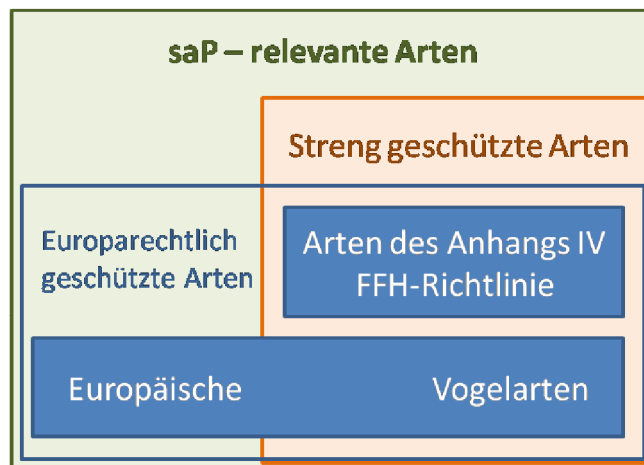 saP – relevante Arten
Streng geschützte Arten
Europarechtlich
geschützte Arten
Arten des Anhangs IV
FFH-Richtlinie
Europäische Vogelarten